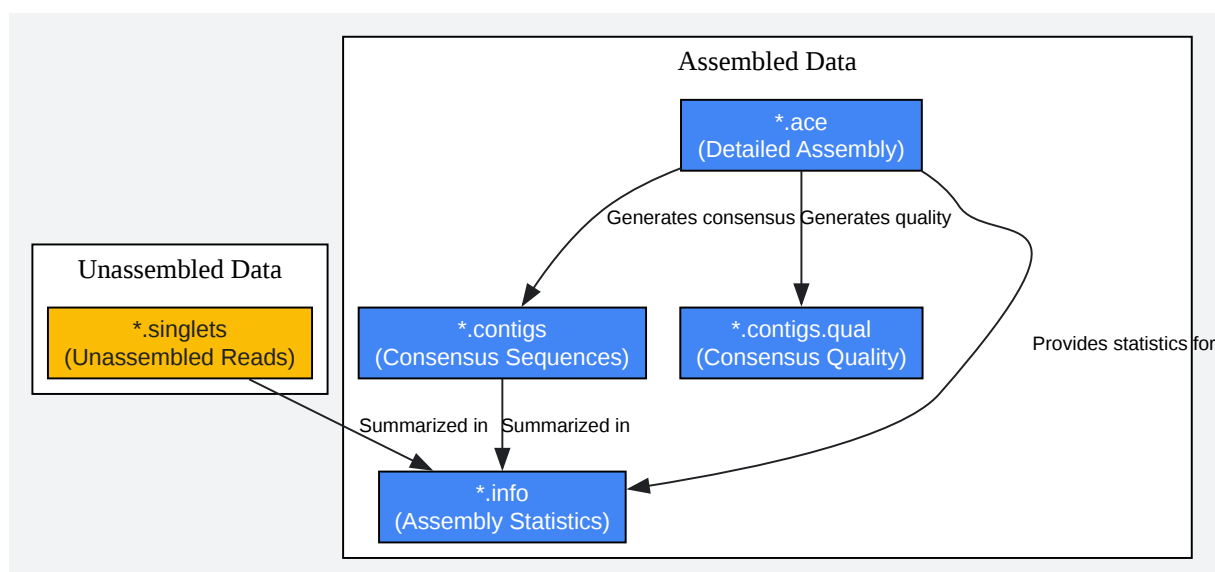 Assembled Data
*.ace
(Detailed Assembly)
Generates consensus
Generates quality
Unassembled Data
*.singlets
(Unassembled Reads)
*.contigs
(Consensus Sequences)
*.contigs.qual
(Consensus Quality)
Provides statistics for
Summarized in
Summarized in
*.info
(Assembly Statistics)